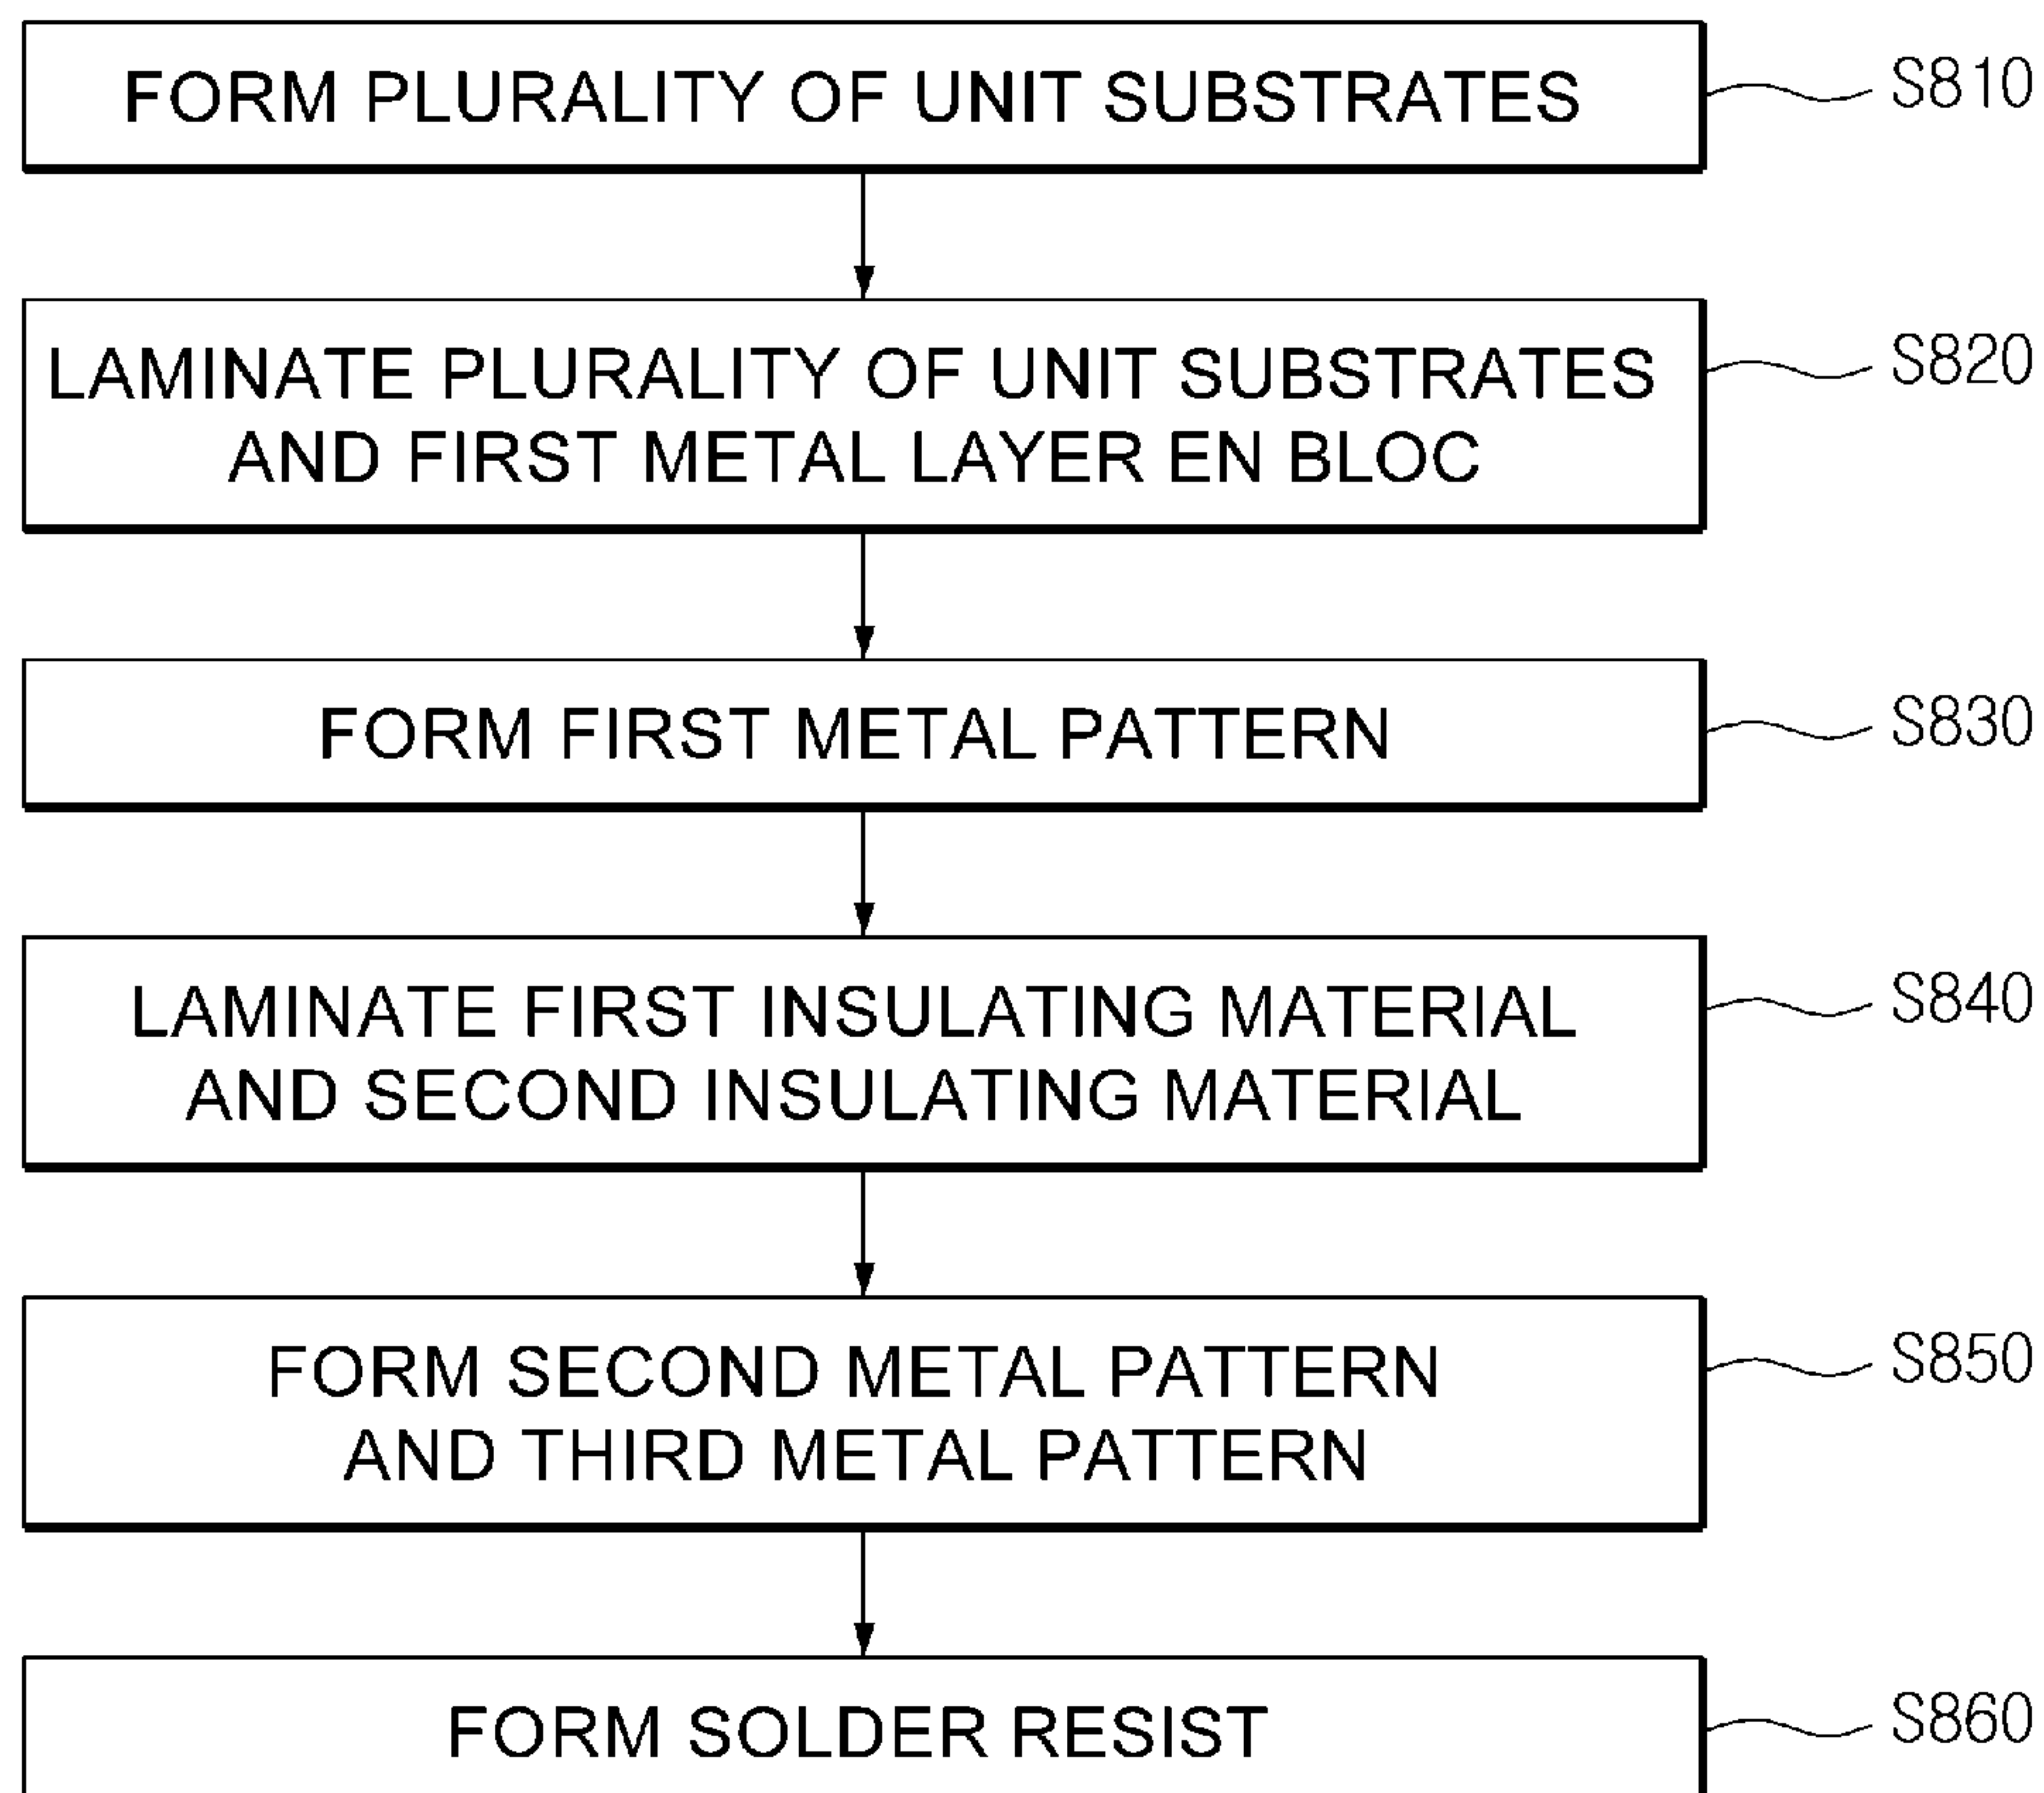 FORM PLURALITY OF UNIT SUBSTRATES
S810
LAMINATE PLURALITY OF UNIT SUBSTRATES
AND FIRST METAL LAYER EN BLOC
S820
FORM FIRST METAL PATTERN
S830
LAMINATE FIRST INSULATING MATERIAL
AND SECOND INSULATING MATERIAL
S840
FORM SECOND METAL PATTERN
AND THIRD METAL PATTERN
S850
FORM SOLDER RESIST
S860